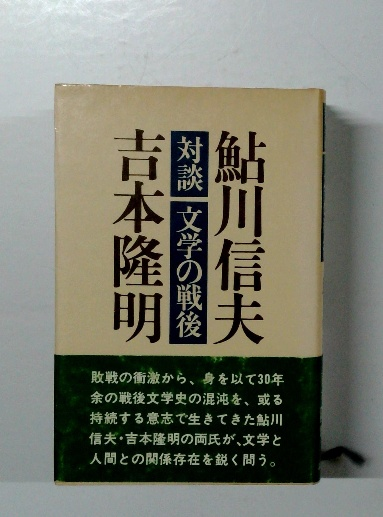 鮎川信夫
対談 文学の戦後
吉本隆明
敗戦の衝激から、身を以て30年
余の戦後文学史の混沌を、或る
持続する意志で生きてきた鮎川
信夫・吉本隆明の両氏が、文学と
人間との関係存在を鋭く問う。